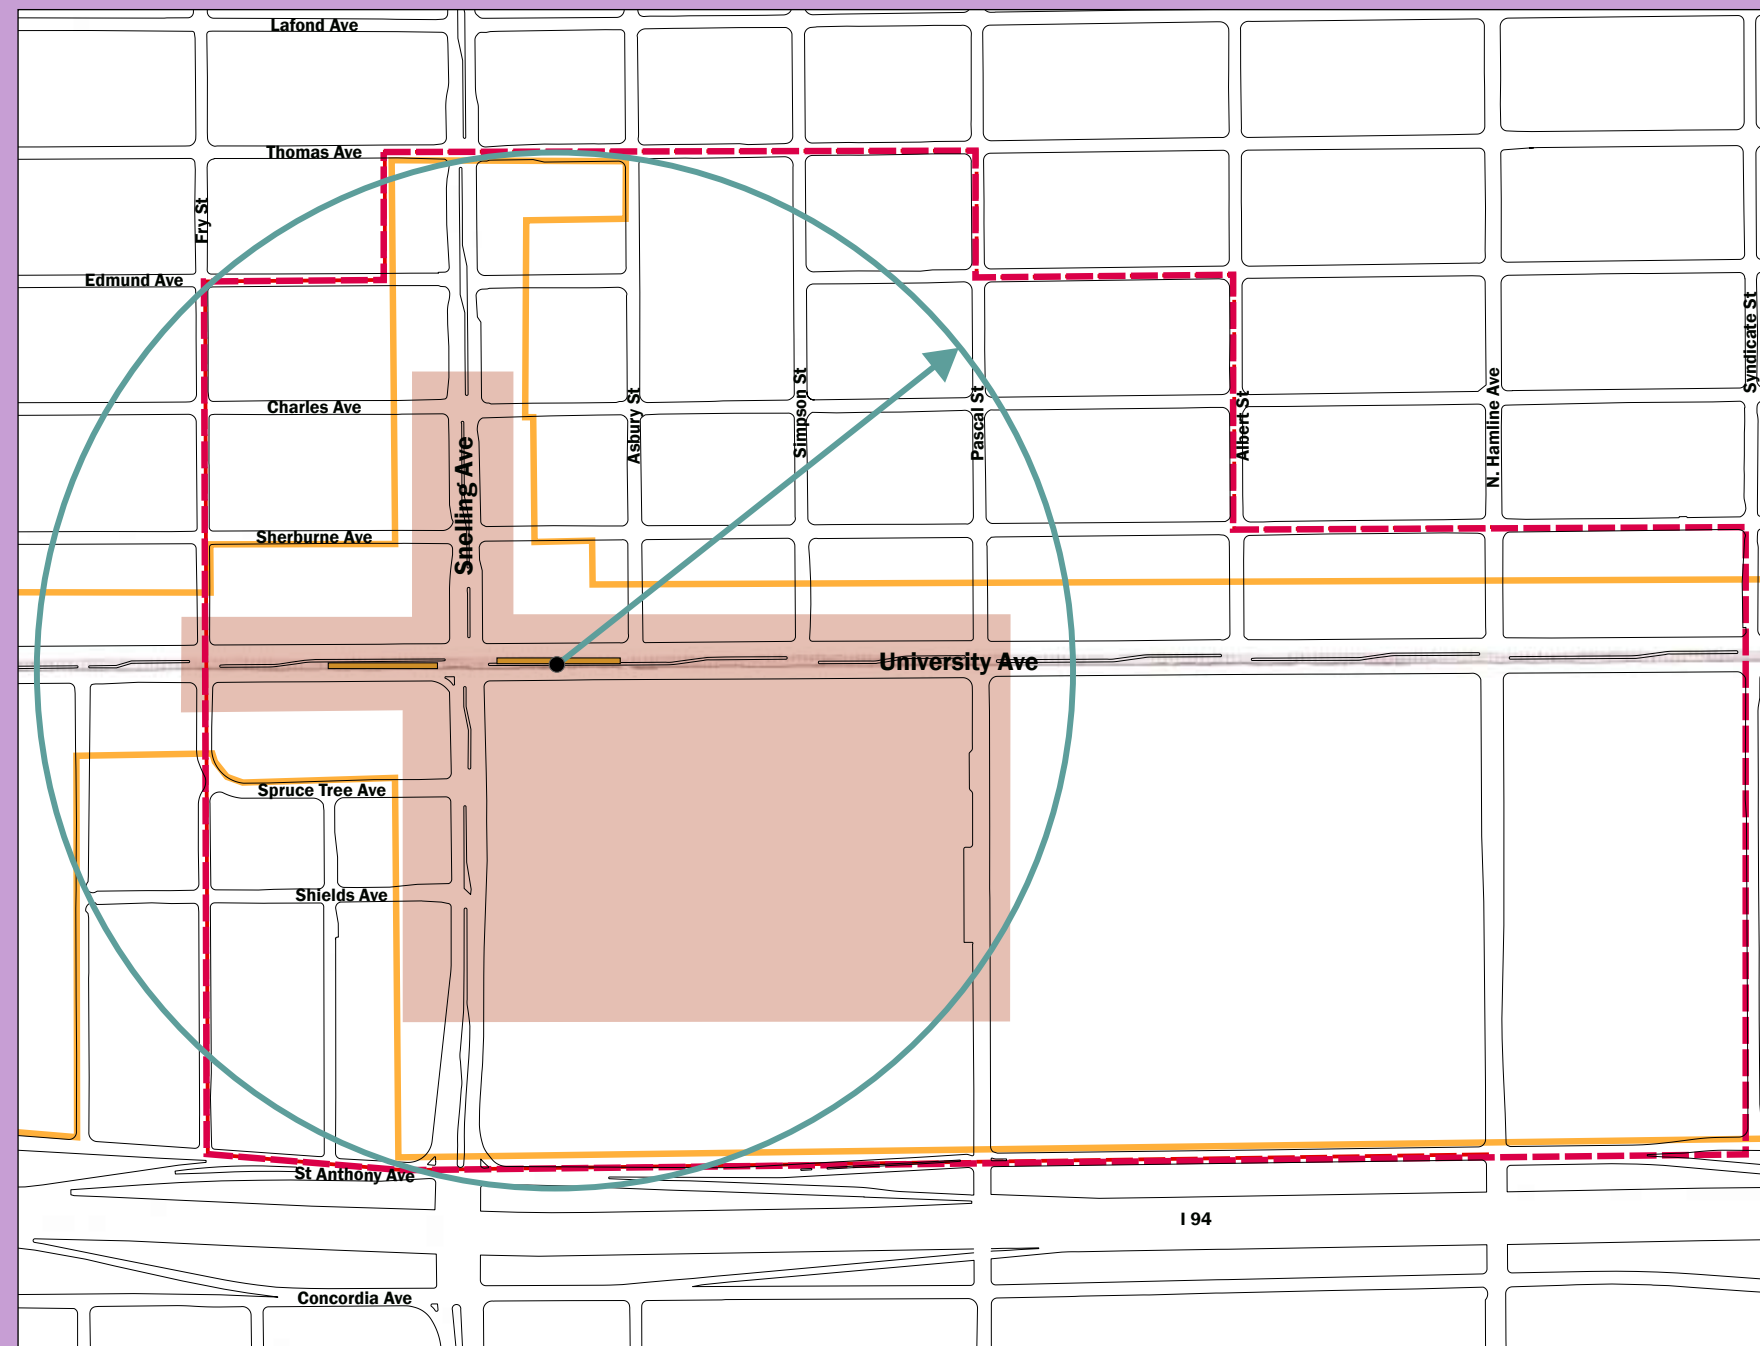 Lafond Ave
Thomas Ave
Fry St
Edmund Ave
Syndicate St
Charles Ave
Snelling Ave
Asbury St
Simpson St
Pascal St
Albert St
N. Hamline Ave
Sherburne Ave
University Ave
Spruce Tree Ave
Shields Ave
St Anthony Ave
I 94
Concordia Ave